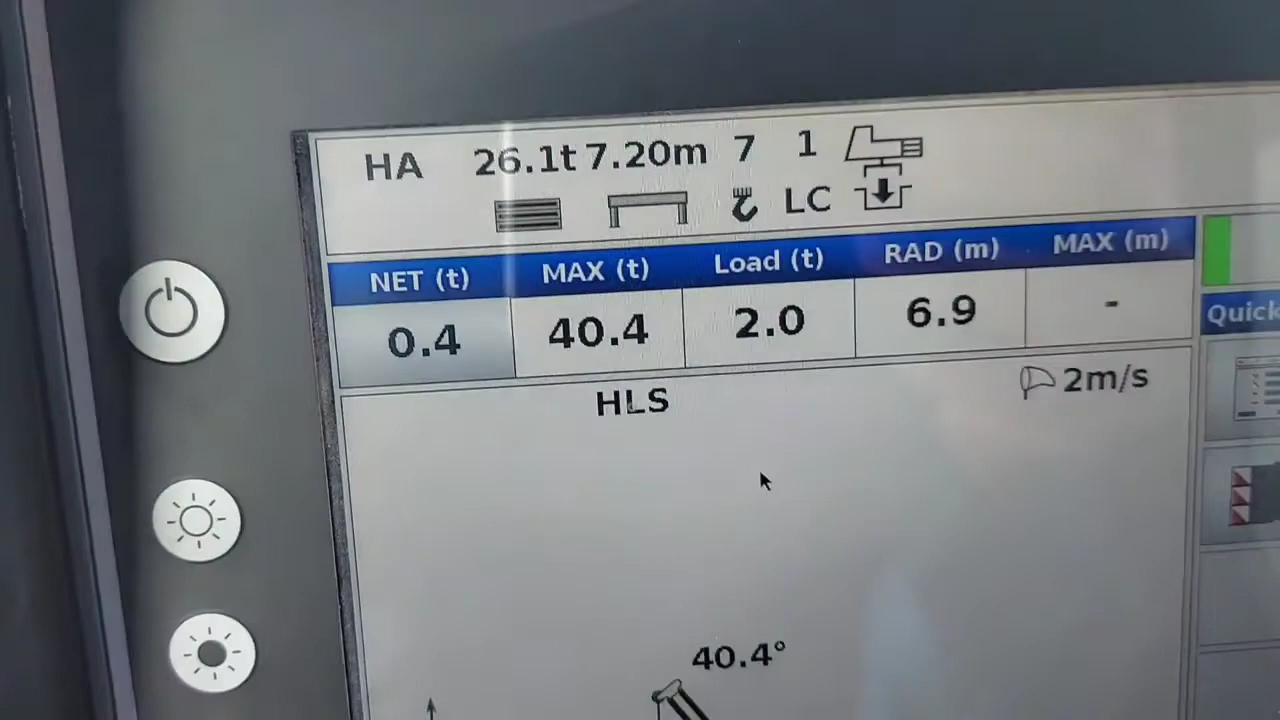 HA 26.1t 7.20m 7 1
LC
NET (t) MAX (t) Load (t) RAD (m) MAX (m)
0.4 40.4 2.0 6.9 -
Quick
HLS 2m/s
40.4°